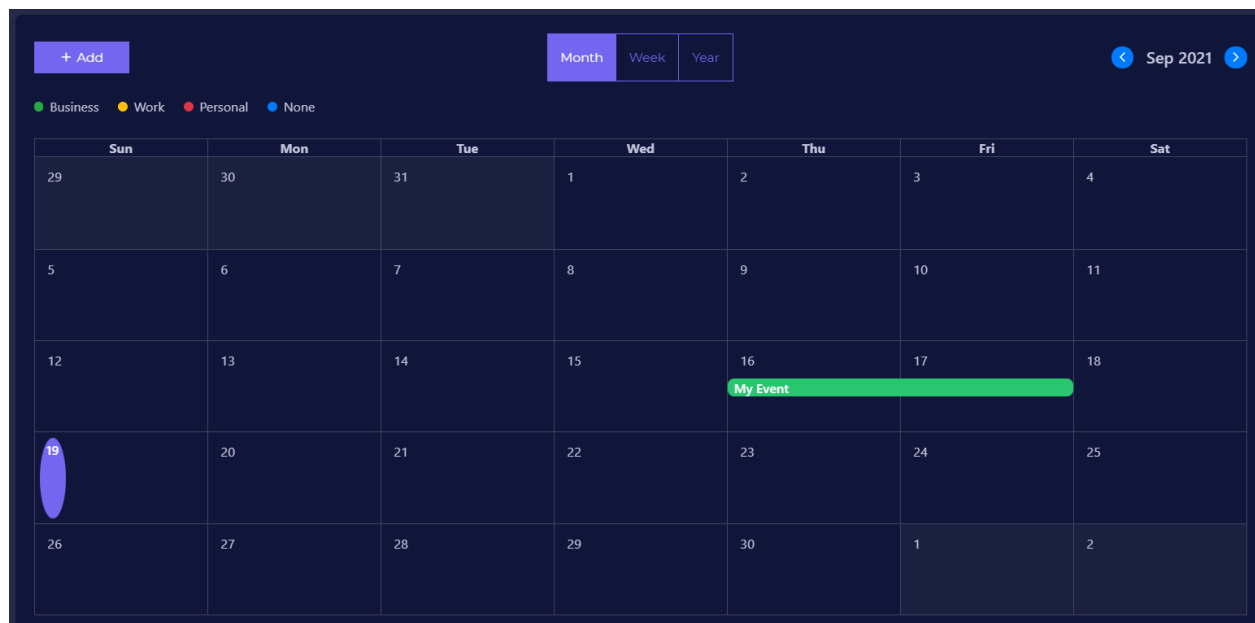 + Add
Month Week Year
Sep 2021
Business Work Personal None
Sun Mon Tue Wed Thu Fri Sat
29 30 31 1 2 3 4
5 6 7 8 9 10 11
12 13 14 15 16 17 18
My Event
19 20 21 22 23 24 25
26 27 28 29 30 1 2